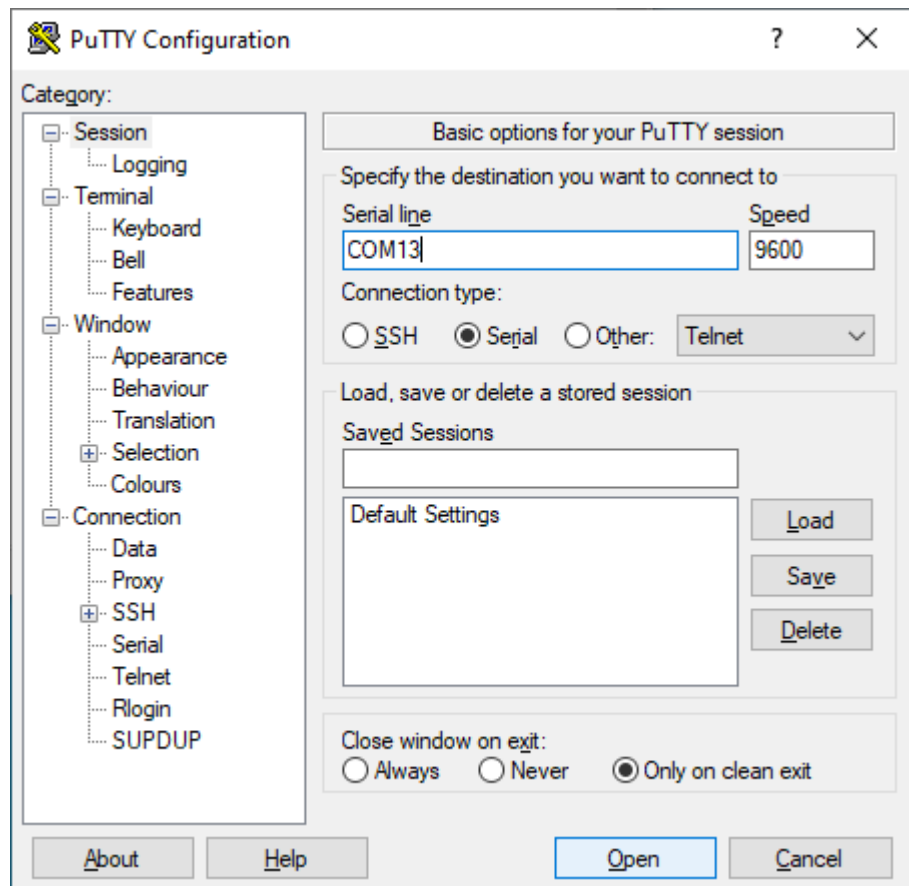 PuTTY Configuration ? X
Category:
Session
Logging
Terminal
Keyboard
Bell
Features
Window
Appearance
Behaviour
Translation
Selection
Colours
Connection
Data
Proxy
SSH
Serial
Telnet
Rlogin
SUPDUP
Basic options for your PuTTY session
Specify the destination you want to connect to
Serial line Speed
COM13 9600
Connection type:
SSH Serial Other: Telnet
Load, save or delete a stored session
Saved Sessions
Default Settings
Load
Save
Delete
Close window on exit:
Always Never Only on clean exit
About Help Open Cancel